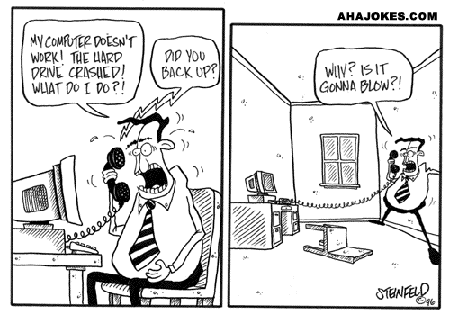 AHAJOKES.COM
MY COMPUTER DOESN'T
WORK! THE HARD
DRIVE CRASHED!
WHAT DO I DO?!
DID YOU
BACK UP?
WHY? IS IT
GONNA BLOW?!
STEINFELD
©96